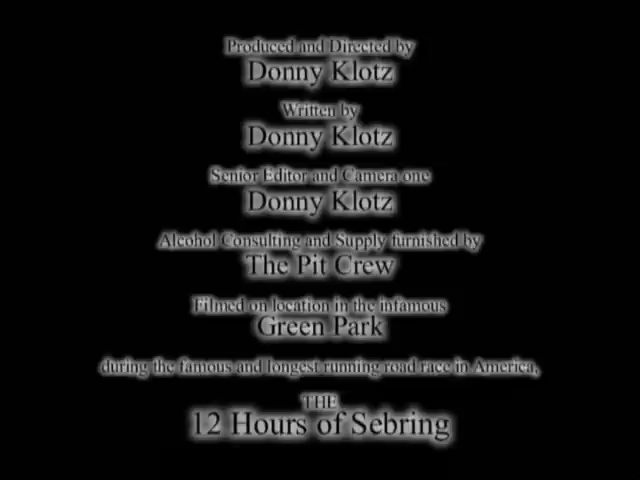 Produced and Directed by
Donny Klotz
Written by
Donny Klotz
Senior Editor and Camera one
Donny Klotz
Alcohol Consulting and Supply furnished by
The Pit Crew
Filmed on location in the infamous
Green Park
during the famous and longest running road race in America,
THE
12 Hours of Sebring